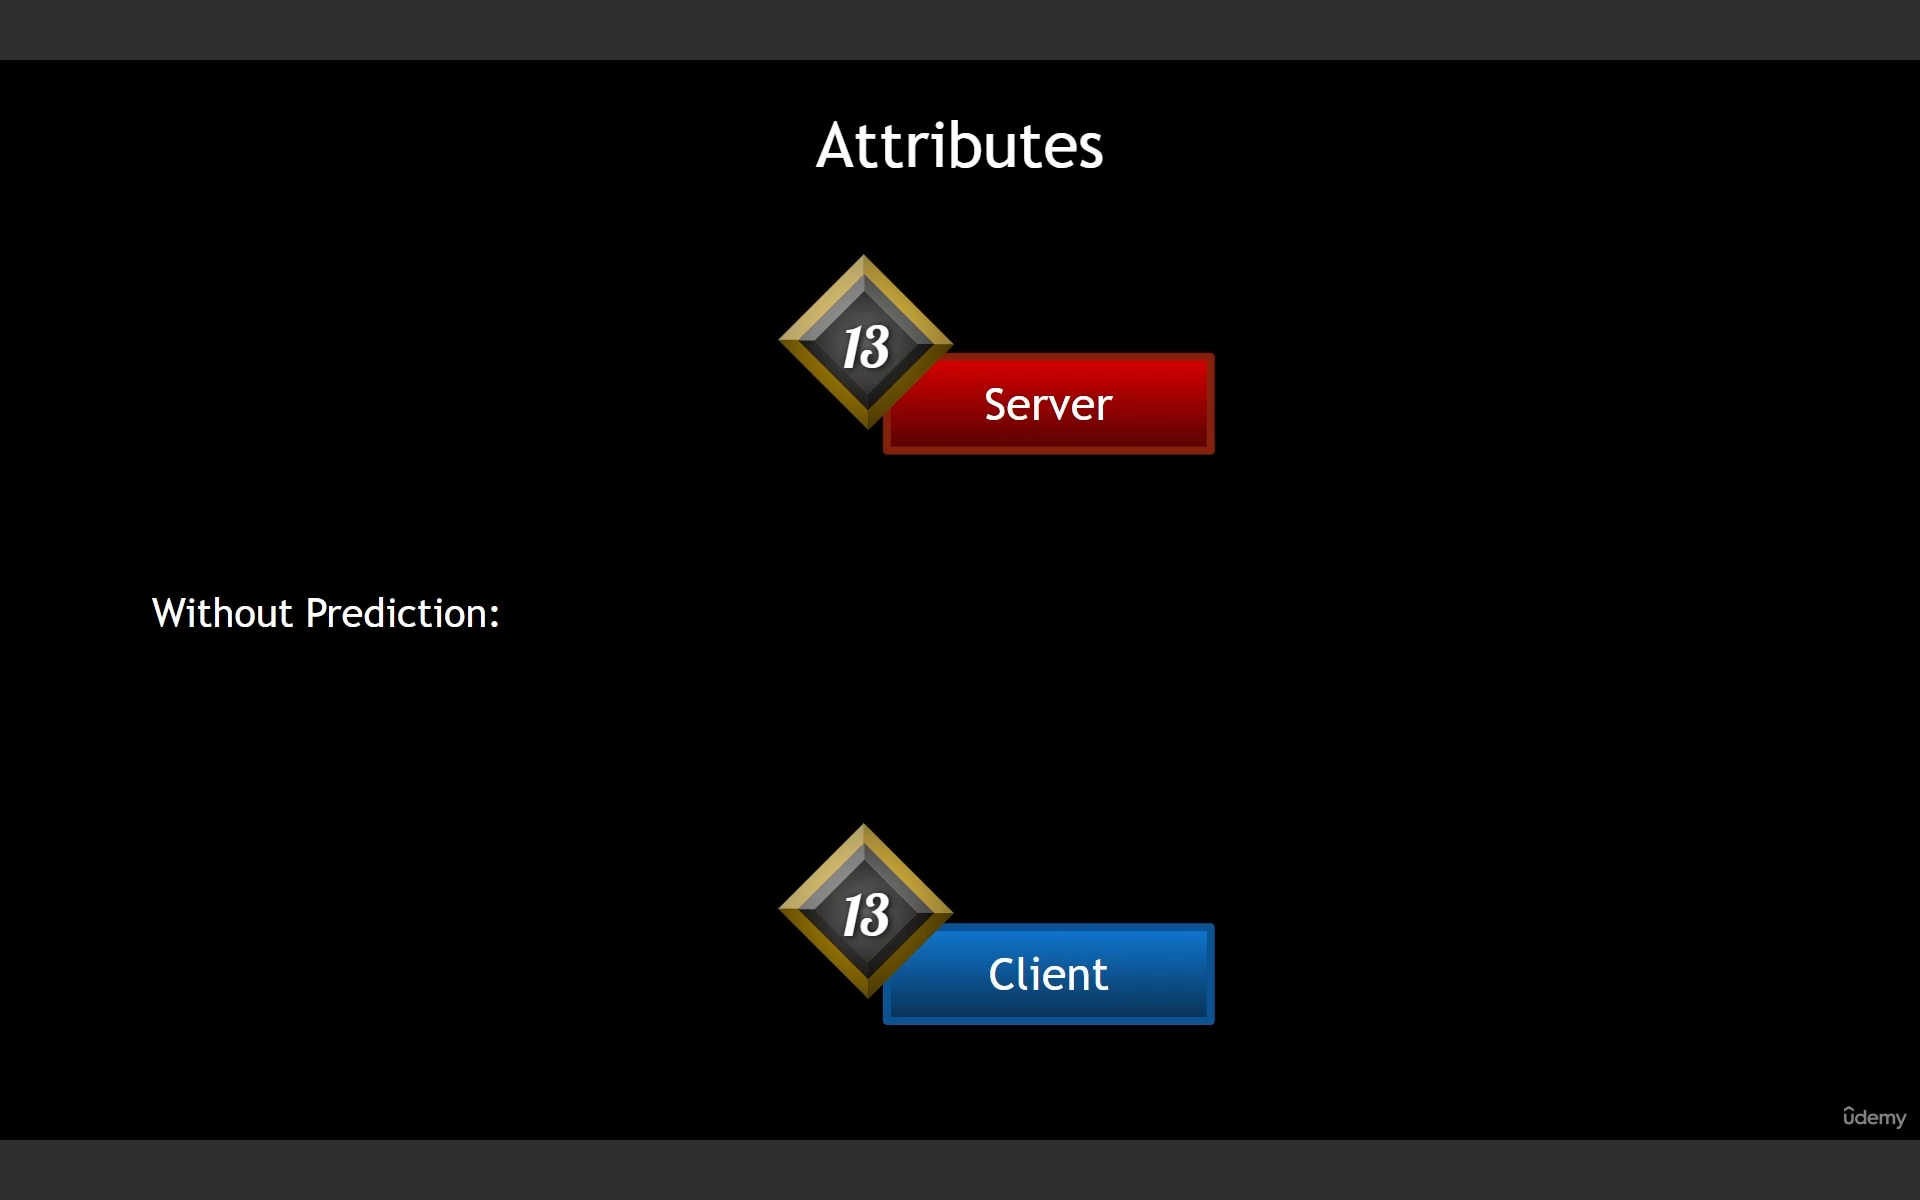 Attributes
13
Server
Without Prediction:
13
Client
ûdemy